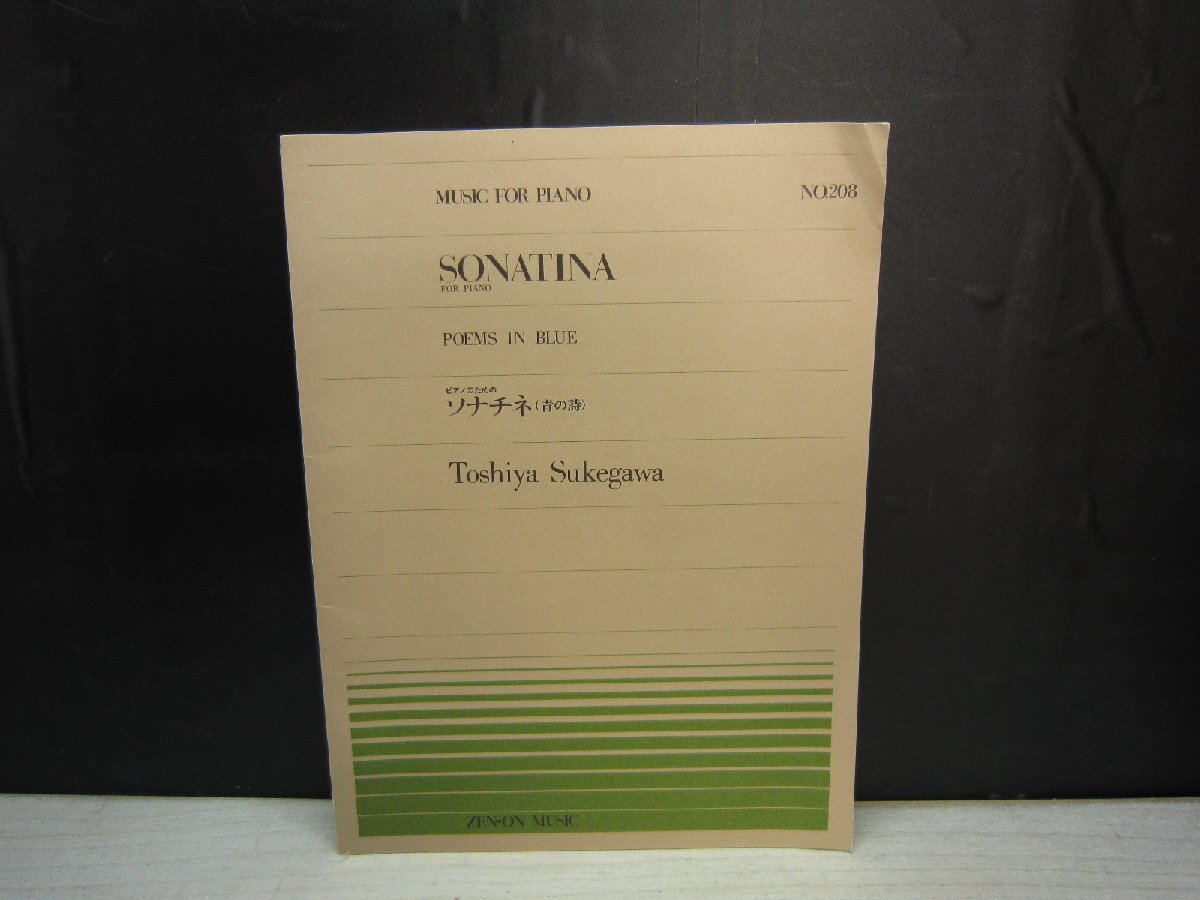 MUSIC FOR PIANO NO.208
SONATINA
FOR PIANO
POEMS IN BLUE
ピアノのための
ソナチネ(青の詩)
Toshiya Sukegawa
ZEN-ON MUSIC